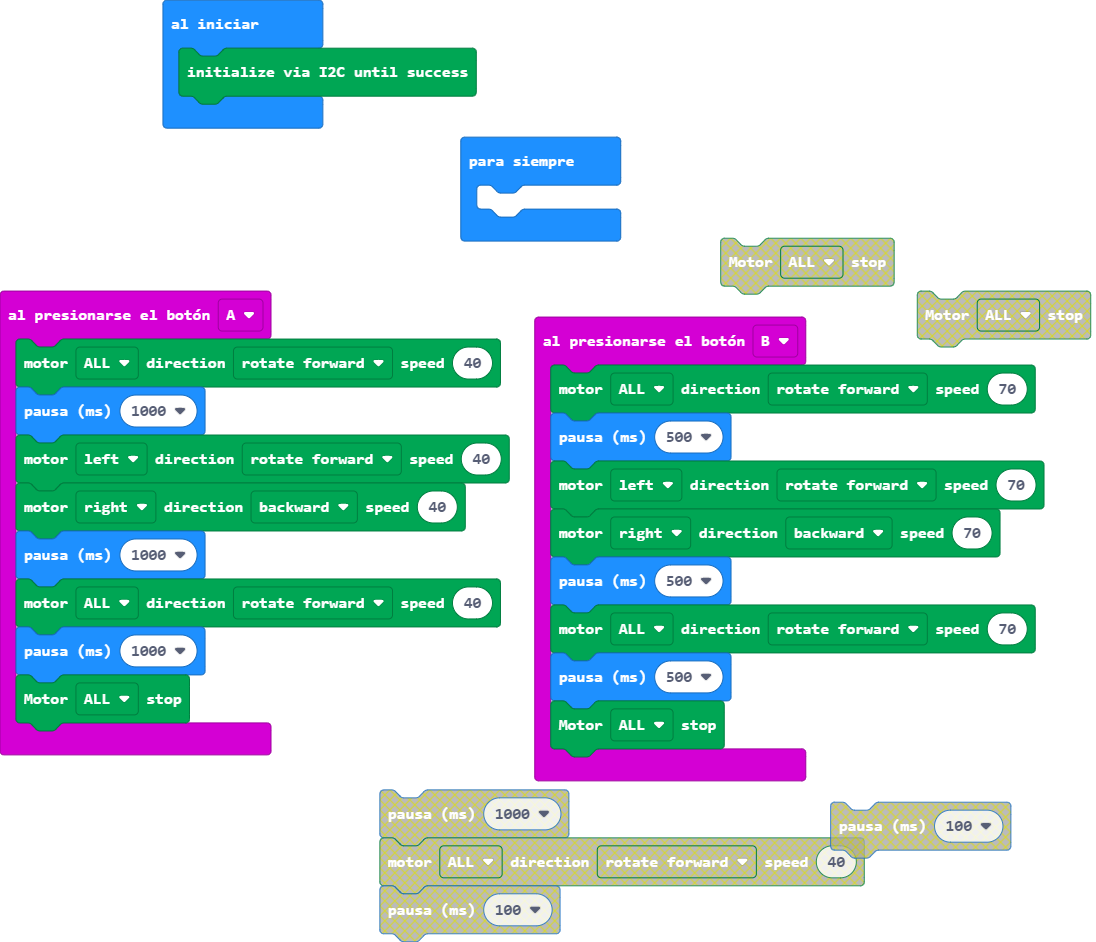 al iniciar
initialize via I2C until success
para siempre
Motor ALL stop
Motor ALL stop
al presionarse el botón A
motor ALL direction rotate forward speed 40
pausa (ms) 1000
motor left direction rotate forward speed 40
motor right direction backward speed 40
pausa (ms) 1000
motor ALL direction rotate forward speed 40
pausa (ms) 1000
Motor ALL stop
al presionarse el botón B
motor ALL direction rotate forward speed 70
pausa (ms) 500
motor left direction rotate forward speed 70
motor right direction backward speed 70
pausa (ms) 500
motor ALL direction rotate forward speed 70
pausa (ms) 500
Motor ALL stop
pausa (ms) 1000
motor ALL direction rotate forward speed 40
pausa (ms) 100
pausa (ms) 100